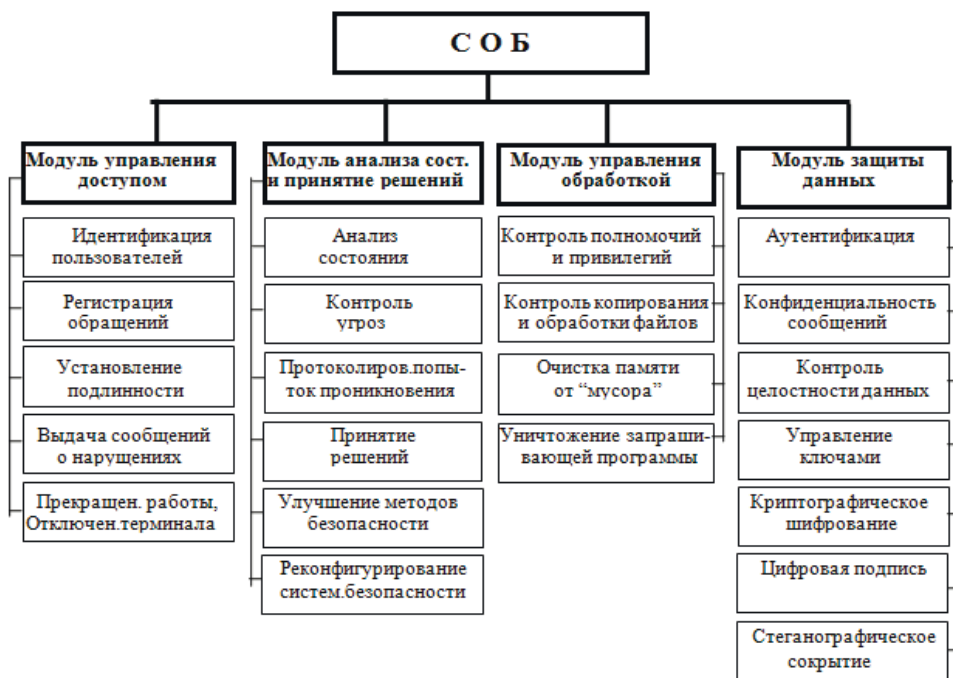 С О Б
Модуль управления
доступом
Идентификация
пользователей
Регистрация
обращений
Установление
подлинности
Выдача сообщений
о нарущениях
Прекращен. работы,
Отключен.терминала
Модуль анализа сост.
и принятие решений
Анализ
состояния
Контроль
угроз
Протоколиров.попы-
ток проникновения
Принятие
решений
Улучшение методов
безопасности
Реконфигурирование
систем.безопасности
Модуль управления
обработкой
Контроль полномочий
и привилегий
Контроль копирования
и обработки файлов
Очистка памяти
от “мусора”
Уничтожение запраши-
вающей программы
Модуль защиты
данных
Аутентификация
Конфиденциальность
сообщений
Контроль
целостности данных
Управление
ключами
Криптографическое
шифрование
Цифровая подпись
Стеганографическое
сокрытие